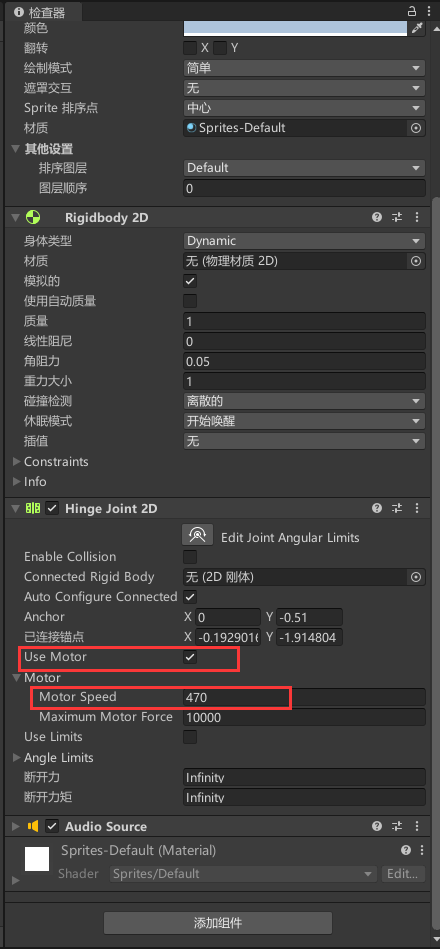 检查器
颜色
翻转 X Y
绘制模式 简单
遮罩交互 无
Sprite 排序点 中心
材质 Sprites-Default
其他设置
排序图层 Default
图层顺序 0
Rigidbody 2D
身体类型 Dynamic
材质 无 (物理材质 2D)
模拟的
使用自动质量
质量 1
线性阻尼 0
角阻力 0.05
重力大小 1
碰撞检测 离散的
休眠模式 开始唤醒
插值 无
Constraints
Info
Hinge Joint 2D
Edit Joint Angular Limits
Enable Collision
Connected Rigid Body 无 (2D 刚体)
Auto Configure Connected
Anchor X 0 Y -0.51
已连接锚点 X -0.1929016 Y -1.914804
Use Motor
Motor
Motor Speed 470
Maximum Motor Force 10000
Use Limits
Angle Limits
断开力 Infinity
断开力矩 Infinity
Audio Source
Sprites-Default (Material)
Shader Sprites/Default Edit...
添加组件